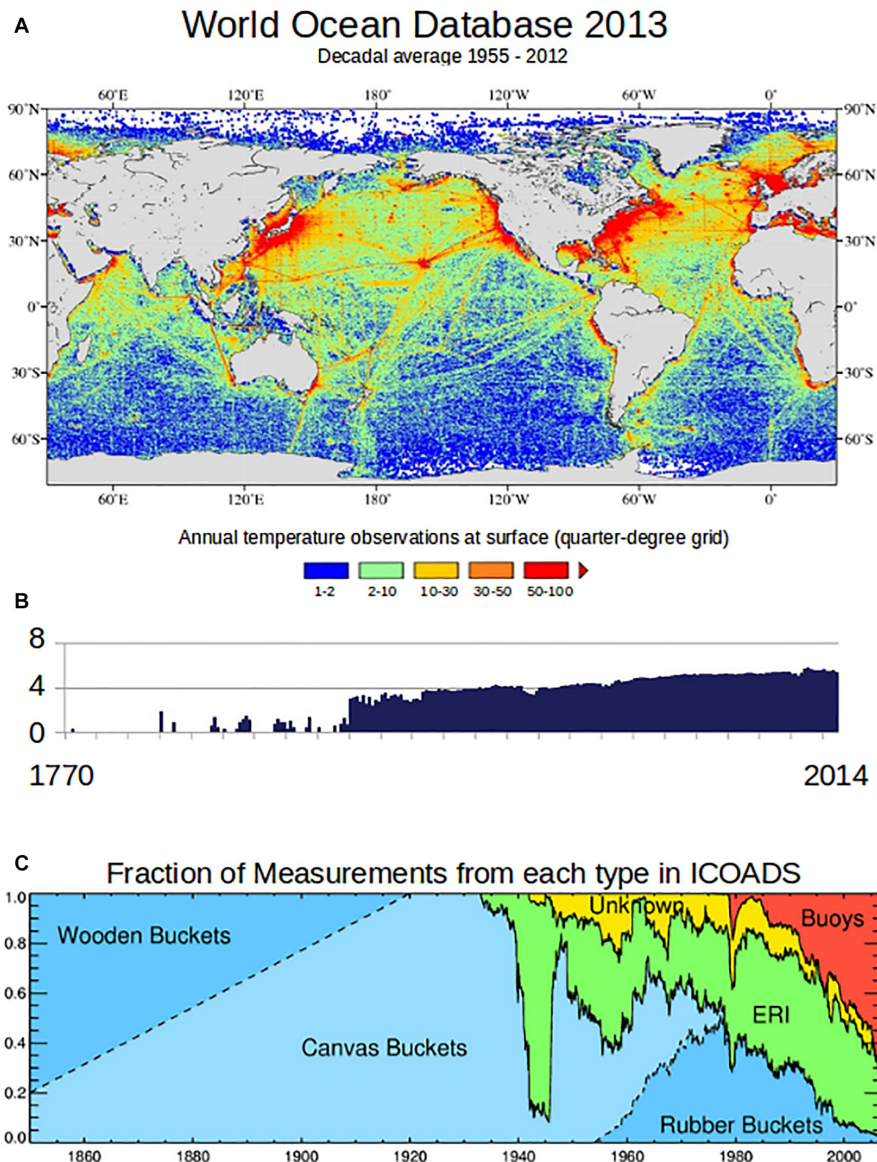 A
World Ocean Database 2013
Decadal average 1955 - 2012
60°E 120°E 180° 120°W 60°W 0°
90°N 90°N
60°N 60°N
30°N 30°N
0° 0°
30°S 30°S
60°S 60°S
60°E 120°E 180° 120°W 60°W 0°
Annual temperature observations at surface (quarter-degree grid)
1-2 2-10 10-30 30-50 50-100
B
8
4
0
1770 2014
C
Fraction of Measurements from each type in ICOADS
1.0
Unknown
Buoys
Wooden Buckets
0.8
0.6
ERI
Canvas Buckets
0.4
0.2
Rubber Buckets
0.0
1860 1880 1900 1920 1940 1960 1980 2000